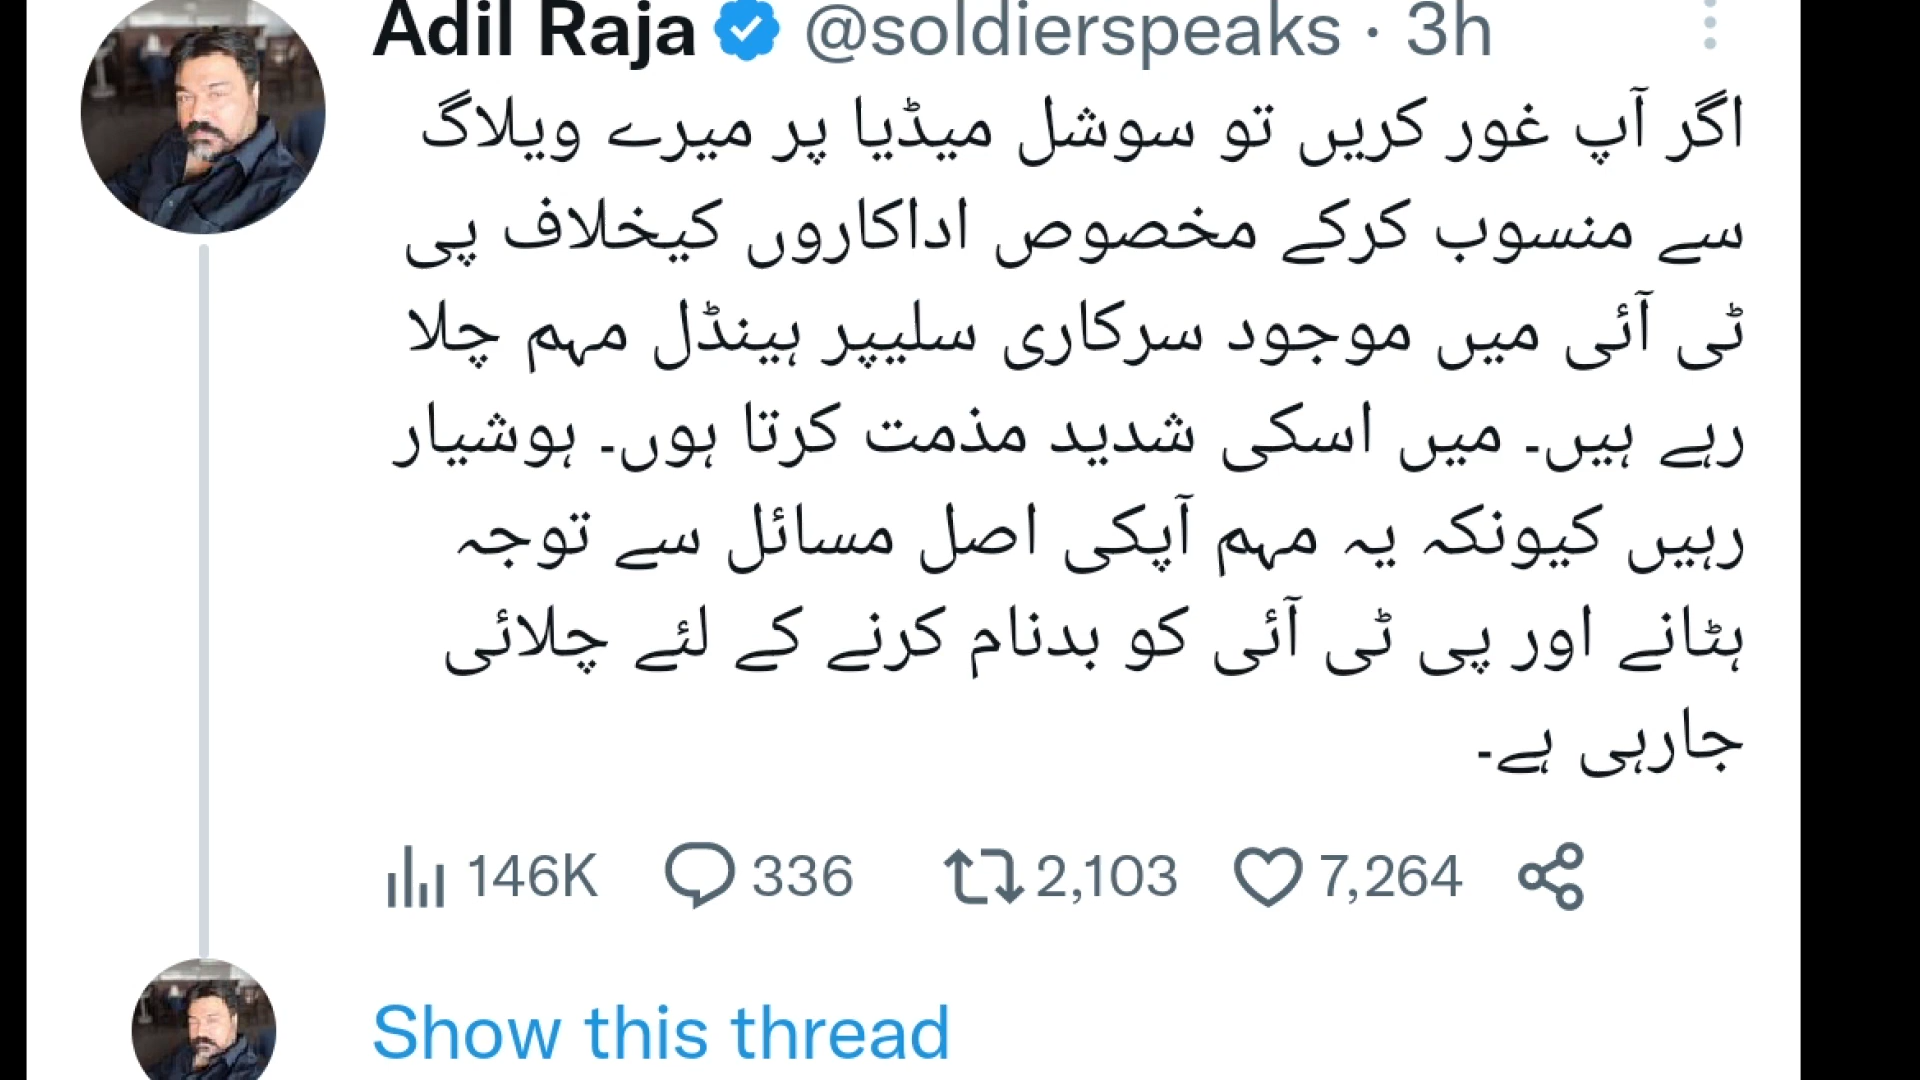 Adil Raja @soldierspeaks · 3h
اگر آپ غور کریں تو سوشل میڈیا پر میرے ویلاگ
سے منسوب کرکے مخصوص اداکاروں کیخلاف پی
ٹی آئی میں موجود سرکاری سلیپر ہینڈل مہم چلا
رہے ہیں۔ میں اسکی شدید مذمت کرتا ہوں۔ ہوشیار
رہیں کیونکہ یہ مہم آپکی اصل مسائل سے توجہ
ہٹانے اور پی ٹی آئی کو بدنام کرنے کے لئے چلائی
جارہی ہے۔
146K 336 2,103 7,264
Show this thread